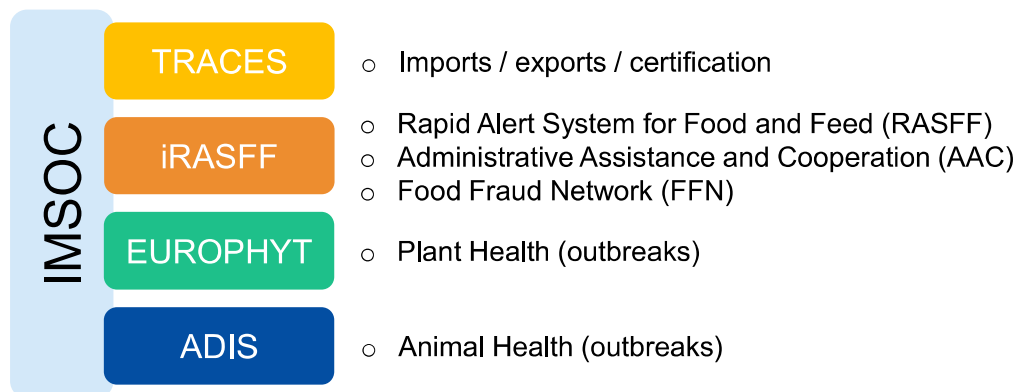 IMSOC
TRACES
○ Imports / exports / certification
iRASFF
○ Rapid Alert System for Food and Feed (RASFF)
○ Administrative Assistance and Cooperation (AAC)
○ Food Fraud Network (FFN)
EUROPHYT
○ Plant Health (outbreaks)
ADIS
○ Animal Health (outbreaks)